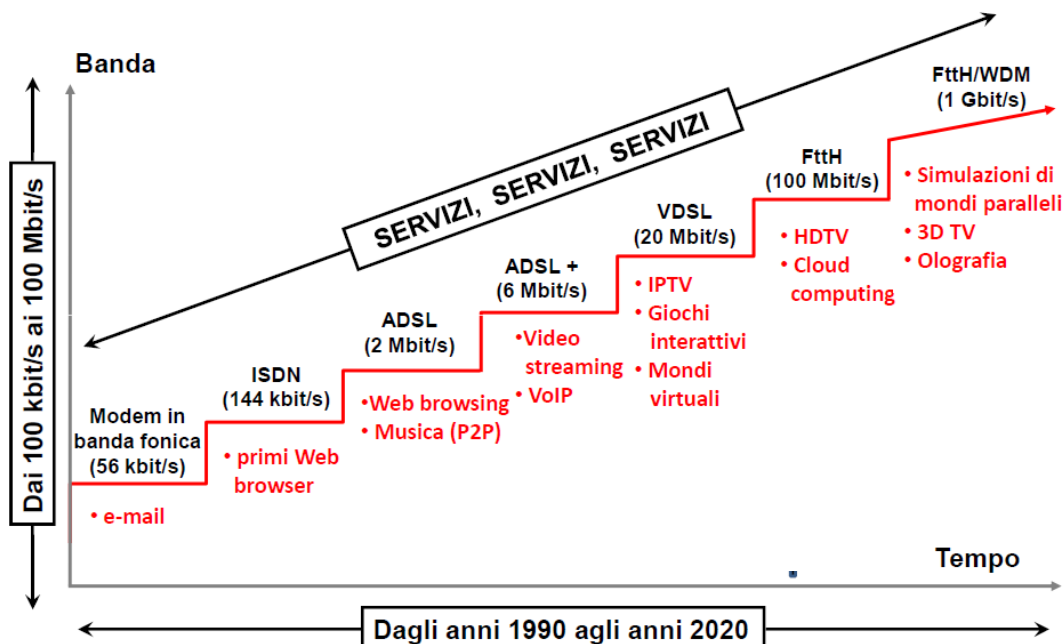 Banda
Dai 100 kbit/s ai 100 Mbit/s
SERVIZI, SERVIZI, SERVIZI
Modem in
banda fonica
(56 kbit/s)
• e-mail
ISDN
(144 kbit/s)
• primi Web
browser
ADSL
(2 Mbit/s)
•Web browsing
• Musica (P2P)
ADSL +
(6 Mbit/s)
•Video
streaming
• VoIP
VDSL
(20 Mbit/s)
• IPTV
• Giochi
interattivi
• Mondi
virtuali
FttH
(100 Mbit/s)
• HDTV
• Cloud
computing
FttH/WDM
(1 Gbit/s)
• Simulazioni di
mondi paralleli
• 3D TV
• Olografia
Tempo
Dagli anni 1990 agli anni 2020